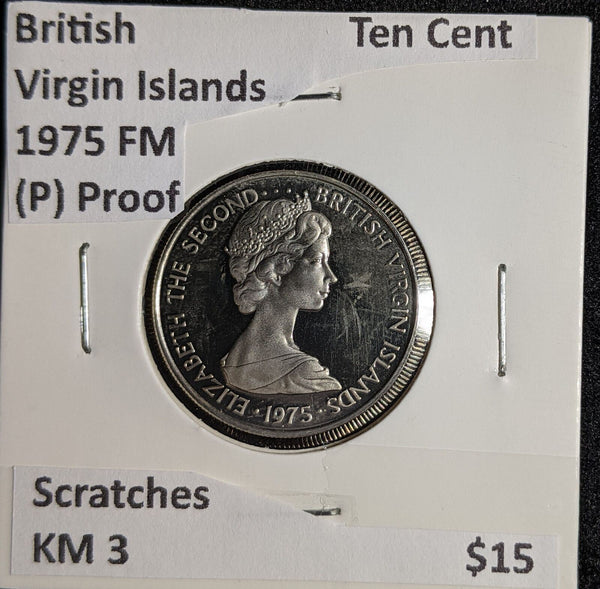 British Ten Cent
Virgin Islands
1975 FM
(P) Proof
ELIZABETH THE SECOND···· BRITISH VIRGIN ISLANDS
·1975·
Scratches
KM 3 $15